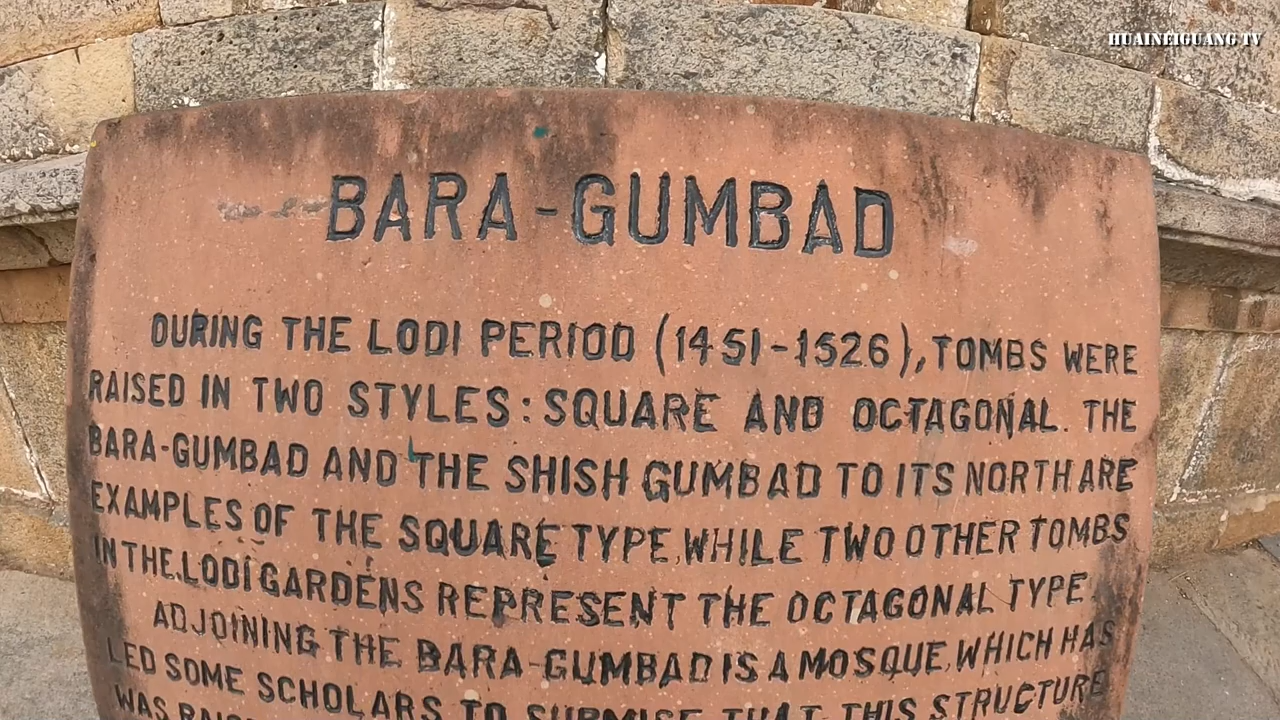 HUAINEIGUANG TV
BARA-GUMBAD
DURING THE LODI PERIOD (1451-1526), TOMBS WERE
RAISED IN TWO STYLES: SQUARE AND OCTAGONAL. THE
BARA-GUMBAD AND THE SHISH GUMBAD TO ITS NORTH ARE
EXAMPLES OF THE SQUARE TYPE, WHILE TWO OTHER TOMBS
IN THE LODI GARDENS REPRESENT THE OCTAGONAL TYPE.
ADJOINING THE BARA-GUMBAD IS A MOSQUE, WHICH HAS
LED SOME SCHOLARS TO SURMISE THAT THIS STRUCTURE
WAS